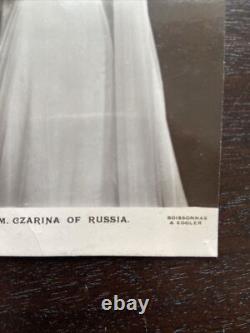 M. CZARINA OF RUSSIA.
BOISSONNAS
& EGGLER